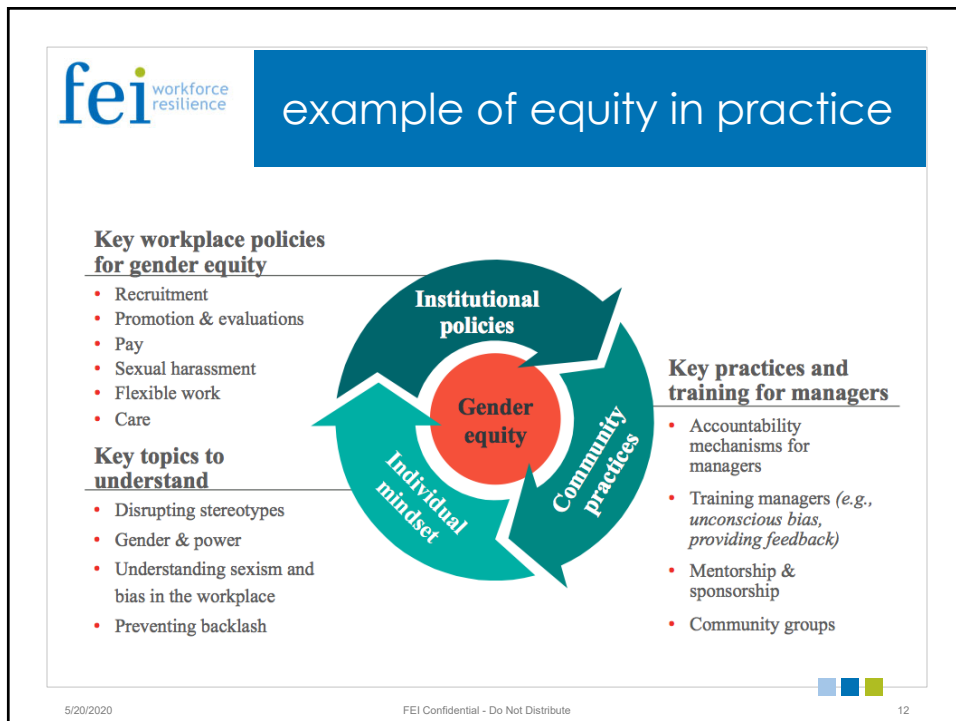 fei workforce
resilience
example of equity in practice
Key workplace policies
for gender equity
• Recruitment
• Promotion & evaluations
• Pay
• Sexual harassment
• Flexible work
• Care
Key topics to
understand
• Disrupting stereotypes
• Gender & power
• Understanding sexism and
bias in the workplace
• Preventing backlash
Institutional
policies
Gender
equity
Community
practices
Individual
mindset
Key practices and
training for managers
• Accountability
mechanisms for
managers
• Training managers (e.g.,
unconscious bias,
providing feedback)
• Mentorship &
sponsorship
• Community groups
5/20/2020
FEI Confidential - Do Not Distribute
12